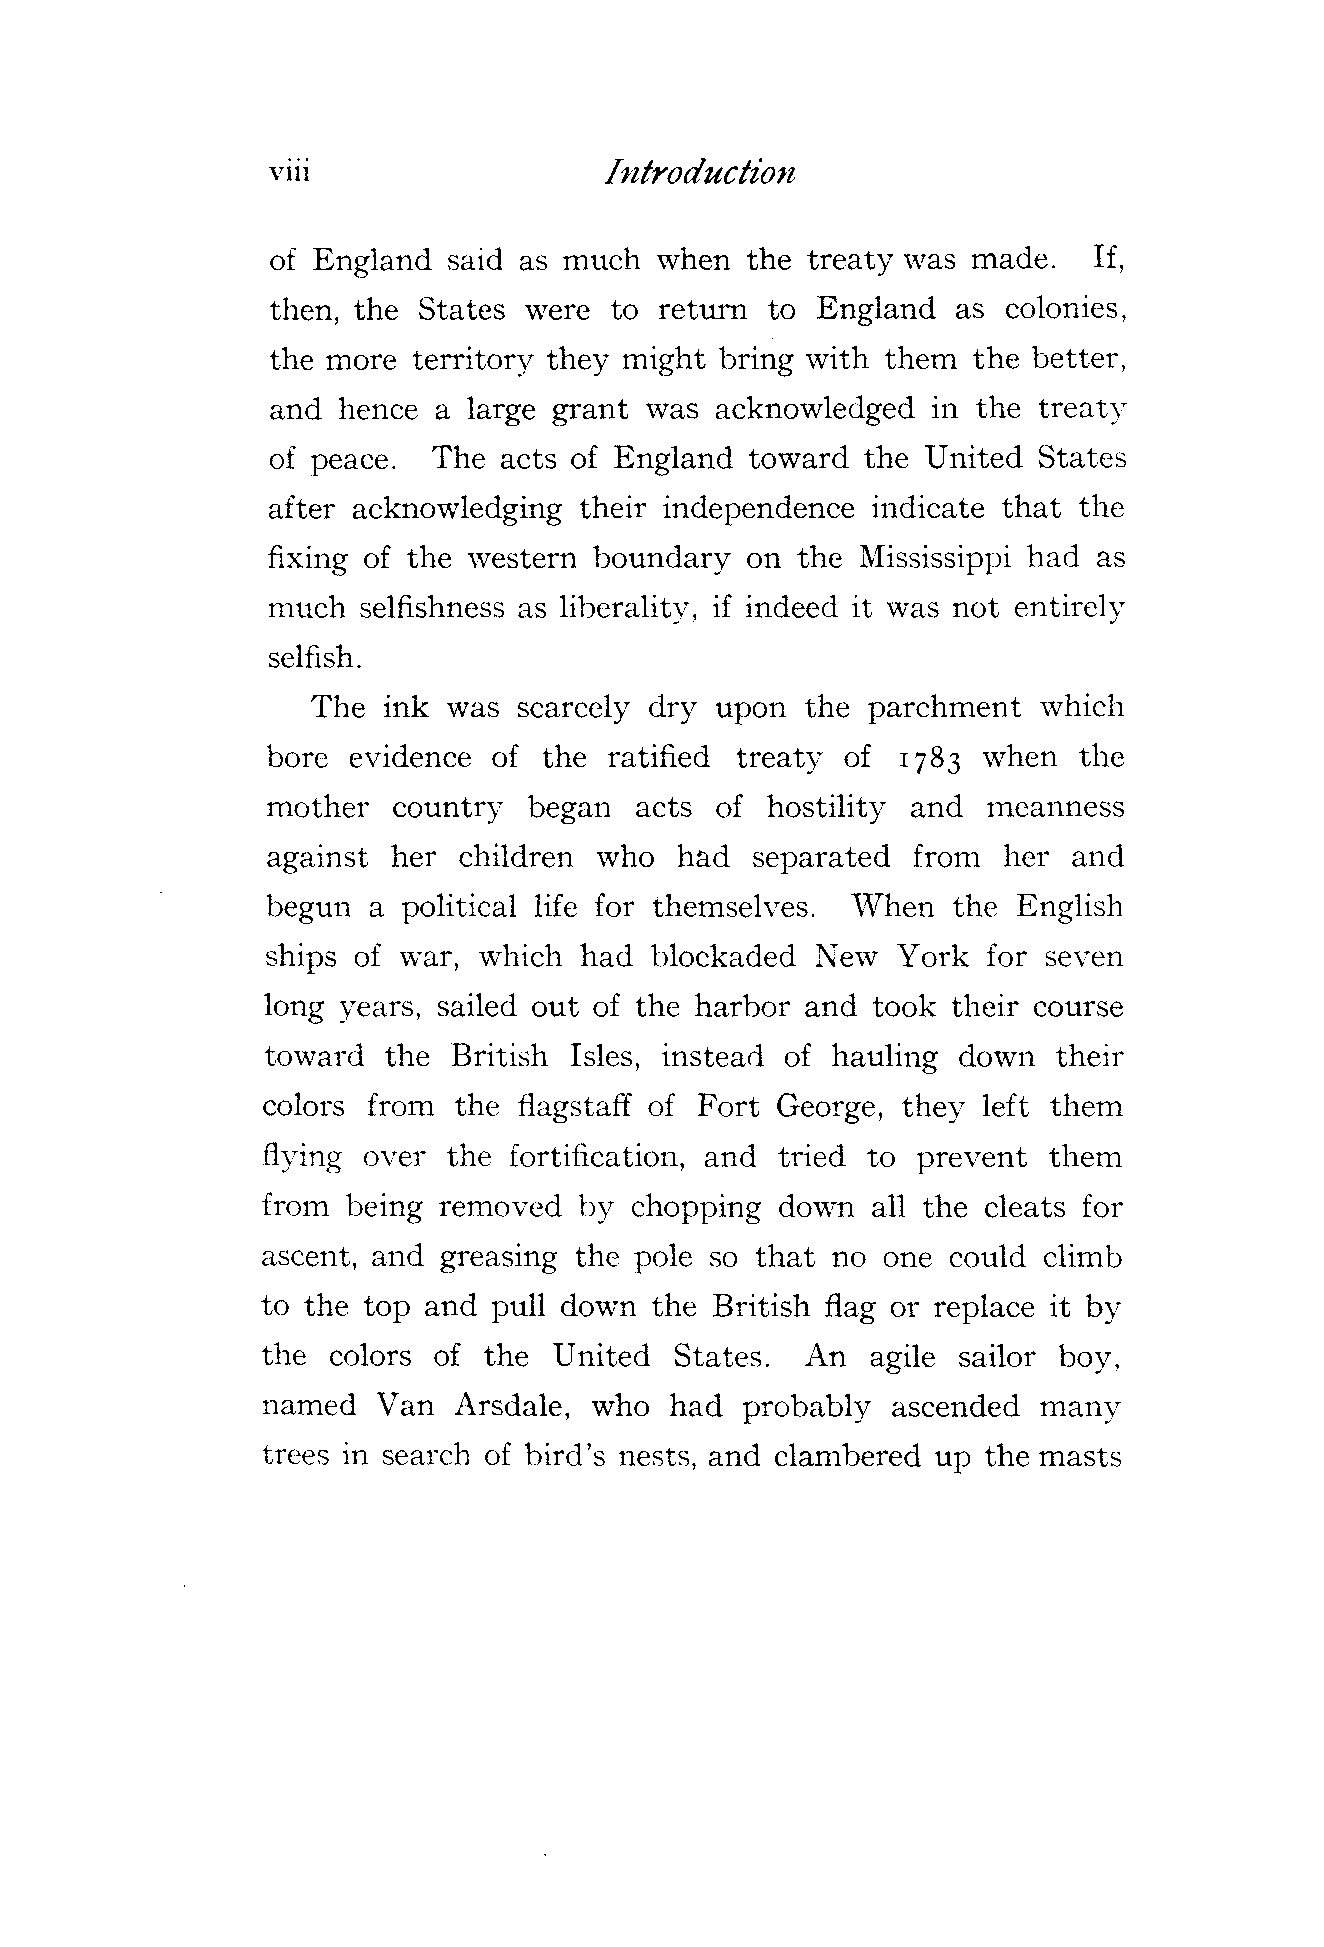 viii Introduction
of England said as much when the treaty was made. If,
then, the States were to return to England as colonies,
the more territory they might bring with them the better,
and hence a large grant was acknowledged in the treaty
of peace. The acts of England toward the United States
after acknowledging their independence indicate that the
fixing of the western boundary on the Mississippi had as
much selfishness as liberality, if indeed it was not entirely
selfish.
The ink was scarcely dry upon the parchment which
bore evidence of the ratified treaty of 1783 when the
mother country began acts of hostility and meanness
against her children who had separated from her and
begun a political life for themselves. When the English
ships of war, which had blockaded New York for seven
long years, sailed out of the harbor and took their course
toward the British Isles, instead of hauling down their
colors from the flagstaff of Fort George, they left them
flying over the fortification, and tried to prevent them
from being removed by chopping down all the cleats for
ascent, and greasing the pole so that no one could climb
to the top and pull down the British flag or replace it by
the colors of the United States. An agile sailor boy,
named Van Arsdale, who had probably ascended many
trees in search of bird's nests, and clambered up the masts